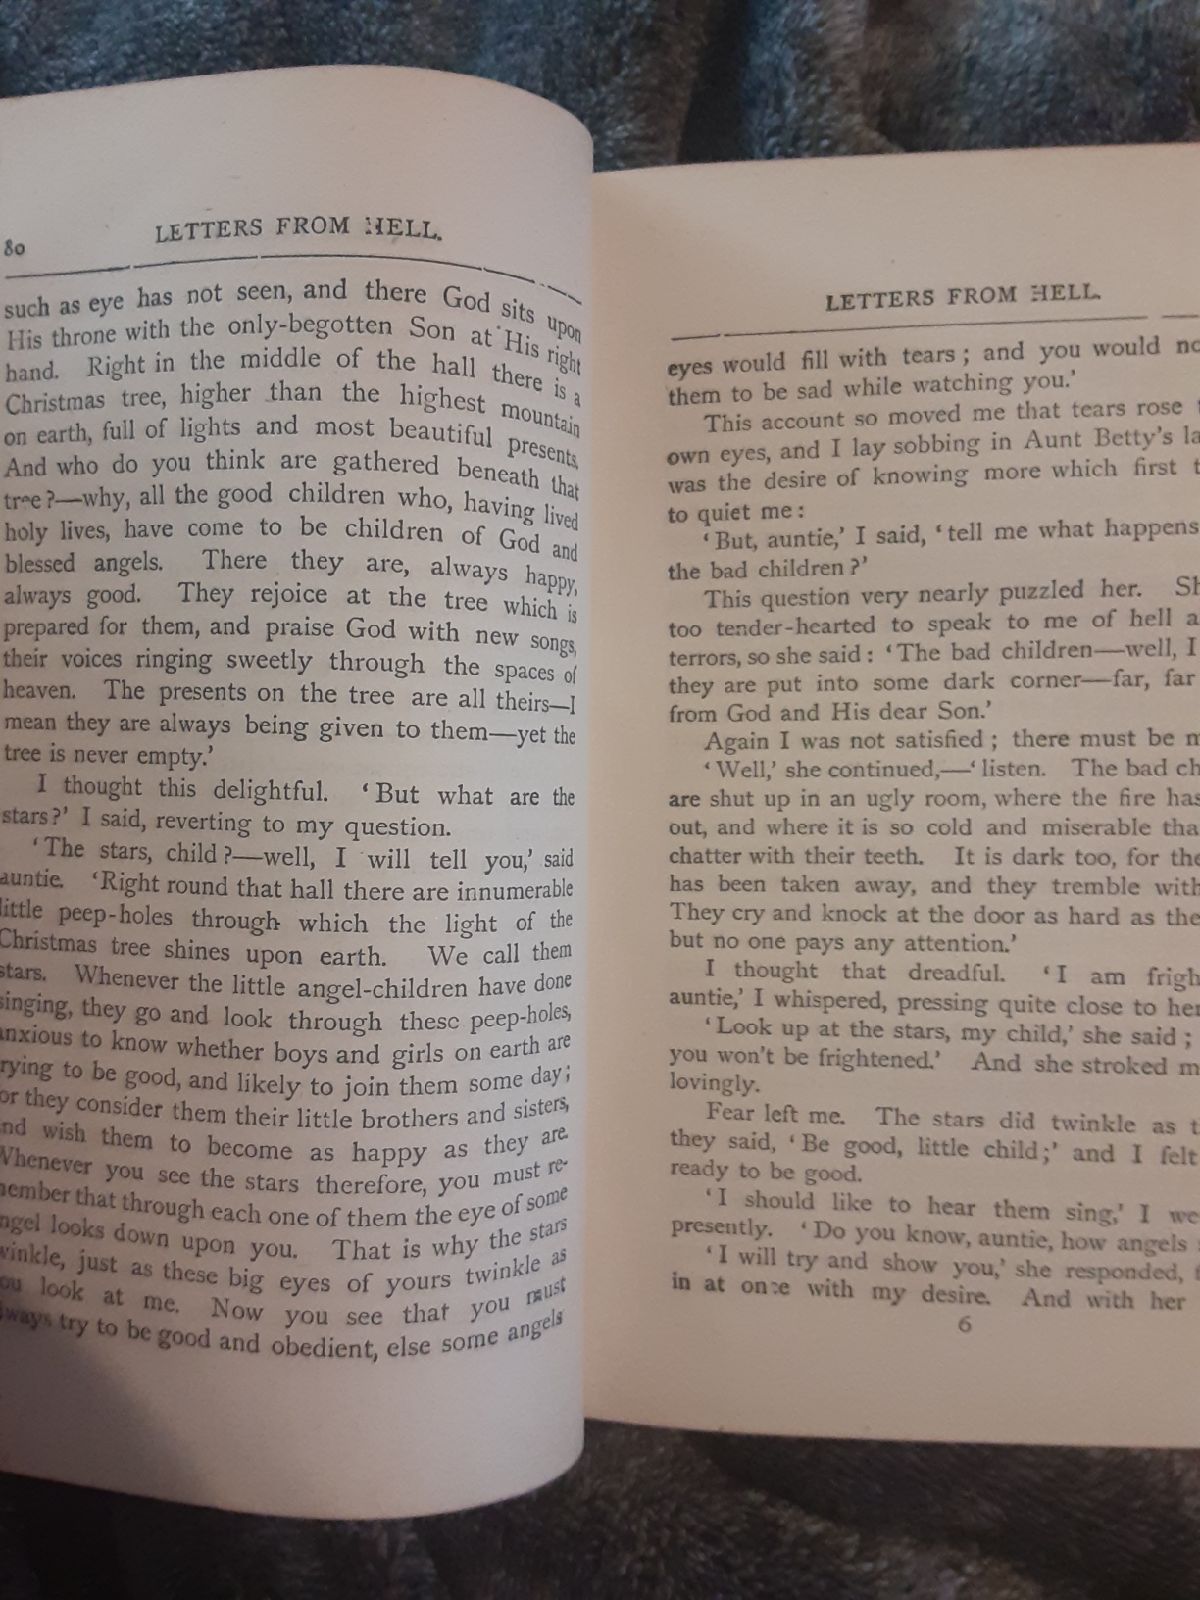 80
LETTERS FROM HELL.
such as eye has not seen, and there God sits upon
His throne with the only-begotten Son at His right
hand. Right in the middle of the hall there is a
Christmas tree, higher than the highest mountain
on earth, full of lights and most beautiful presents.
And who do you think are gathered beneath that
tree?—why, all the good children who, having lived
holy lives, have come to be children of God and
blessed angels. There they are, always happy,
always good. They rejoice at the tree which is
prepared for them, and praise God with new songs,
their voices ringing sweetly through the spaces of
heaven. The presents on the tree are all theirs—I
mean they are always being given to them—yet the
tree is never empty.’
I thought this delightful. ‘But what are the
stars?’ I said, reverting to my question.
‘The stars, child?—well, I will tell you,’ said
auntie. ‘Right round that hall there are innumerable
little peep-holes through which the light of the
Christmas tree shines upon earth. We call them
stars. Whenever the little angel-children have done
singing, they go and look through these peep-holes,
anxious to know whether boys and girls on earth are
rying to be good, and likely to join them some day;
or they consider them their little brothers and sisters,
nd wish them to become as happy as they are.
Whenever you see the stars therefore, you must re-
nember that through each one of them the eye of some
ngel looks down upon you. That is why the stars
winkle, just as these big eyes of yours twinkle as
ou look at me. Now you see that you must
lways try to be good and obedient, else some angels
LETTERS FROM HELL.
eyes would fill with tears; and you would no
them to be sad while watching you.’
This account so moved me that tears rose t
own eyes, and I lay sobbing in Aunt Betty’s la
was the desire of knowing more which first t
to quiet me:
‘But, auntie,’ I said, ‘tell me what happens
the bad children?’
This question very nearly puzzled her. Sh
too tender-hearted to speak to me of hell a
terrors, so she said: ‘The bad children—well, I
they are put into some dark corner—far, far
from God and His dear Son.’
Again I was not satisfied; there must be m
‘Well,’ she continued,—‘listen. The bad ch
are shut up in an ugly room, where the fire has
out, and where it is so cold and miserable tha
chatter with their teeth. It is dark too, for the
has been taken away, and they tremble with
They cry and knock at the door as hard as the
but no one pays any attention.’
I thought that dreadful. ‘I am frigh
auntie,’ I whispered, pressing quite close to her
‘Look up at the stars, my child,’ she said;
you won’t be frightened.’ And she stroked m
lovingly.
Fear left me. The stars did twinkle as t
they said, ‘Be good, little child;’ and I felt
ready to be good.
‘I should like to hear them sing,’ I we
presently. ‘Do you know, auntie, how angels
‘I will try and show you,’ she responded, f
in at once with my desire. And with her
6